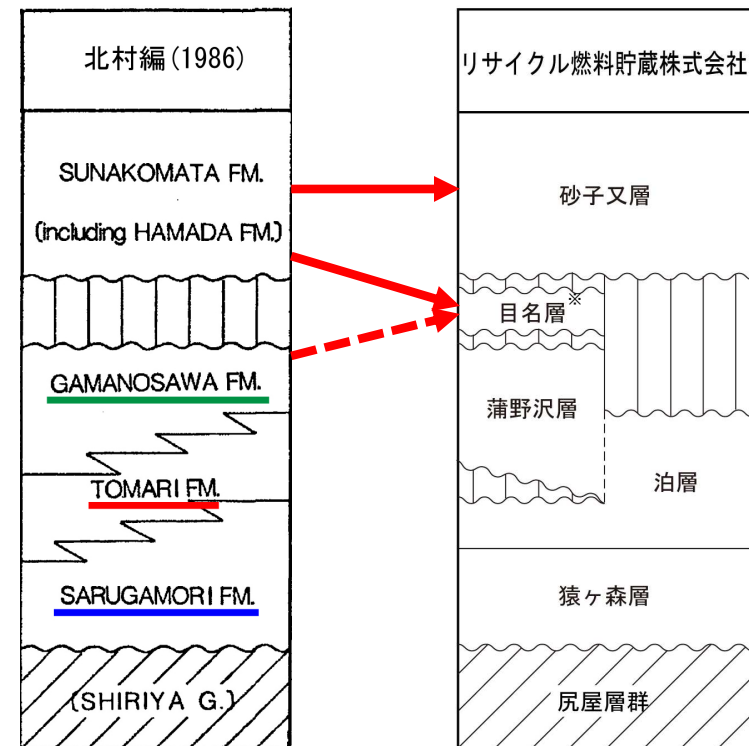 北村編(1986)
SUNAKOMATA FM.
(including HAMADA FM.)
GAMANOSAWA FM.
TOMARI FM.
SARUGAMORI FM.
(SHIRIYA G.)
リサイクル燃料貯蔵株式会社
砂子又層
目名層※
蒲野沢層
泊層
猿ヶ森層
尻屋層群